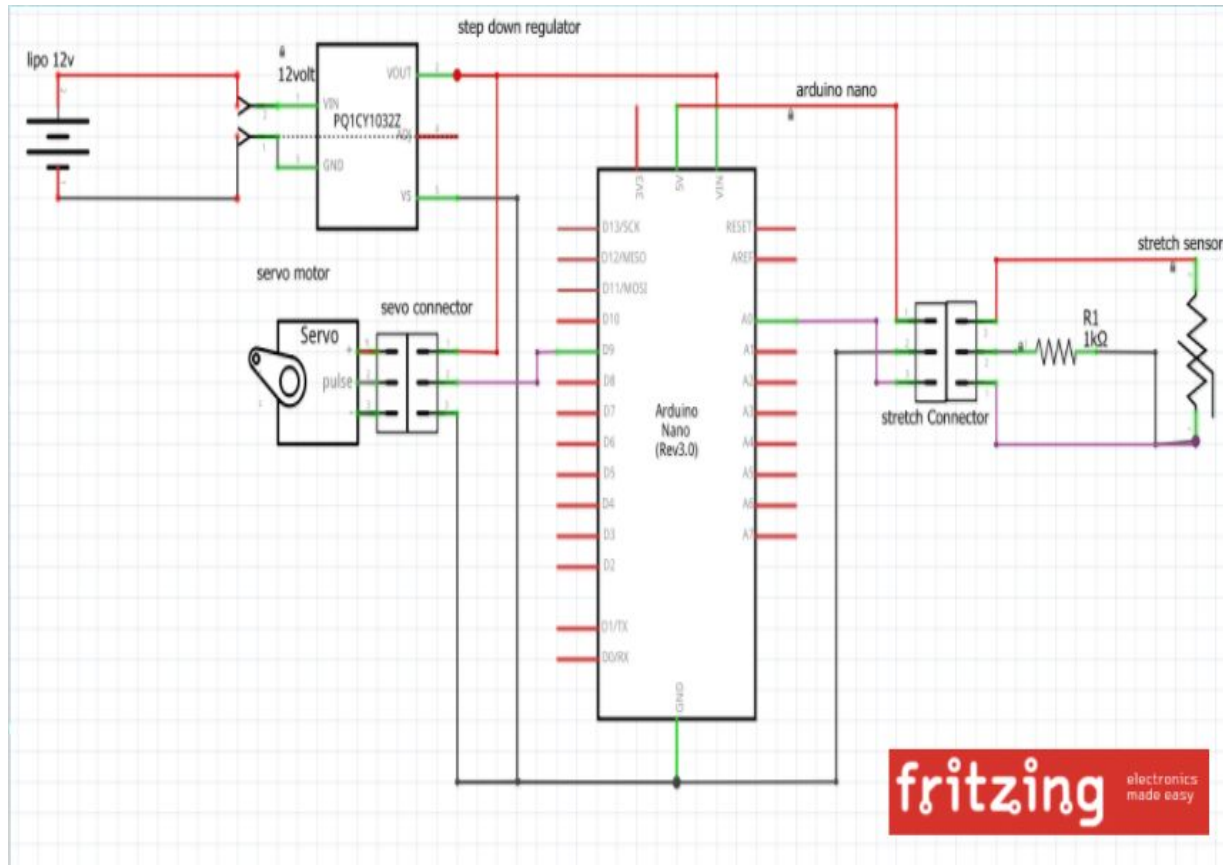 step down regulator
lipo 12v
12volt
VOUT
VIN
PQ1CY1032Z
ADJ
GND
VS
arduino nano
3V3
5V
VIN
D13/SCK
D12/MISO
D11/MOSI
D10
D9
D8
D7
D6
D5
D4
D3
D2
D1/TX
D0/RX
RESET
AREF
A0
A1
A2
A3
A4
A5
A6
A7
Arduino
Nano
(Rev3.0)
GND
servo motor
sevo connector
Servo
+
pulse
-
stretch sensor
R1
1kΩ
stretch Connector
fritzing
electronics
made easy